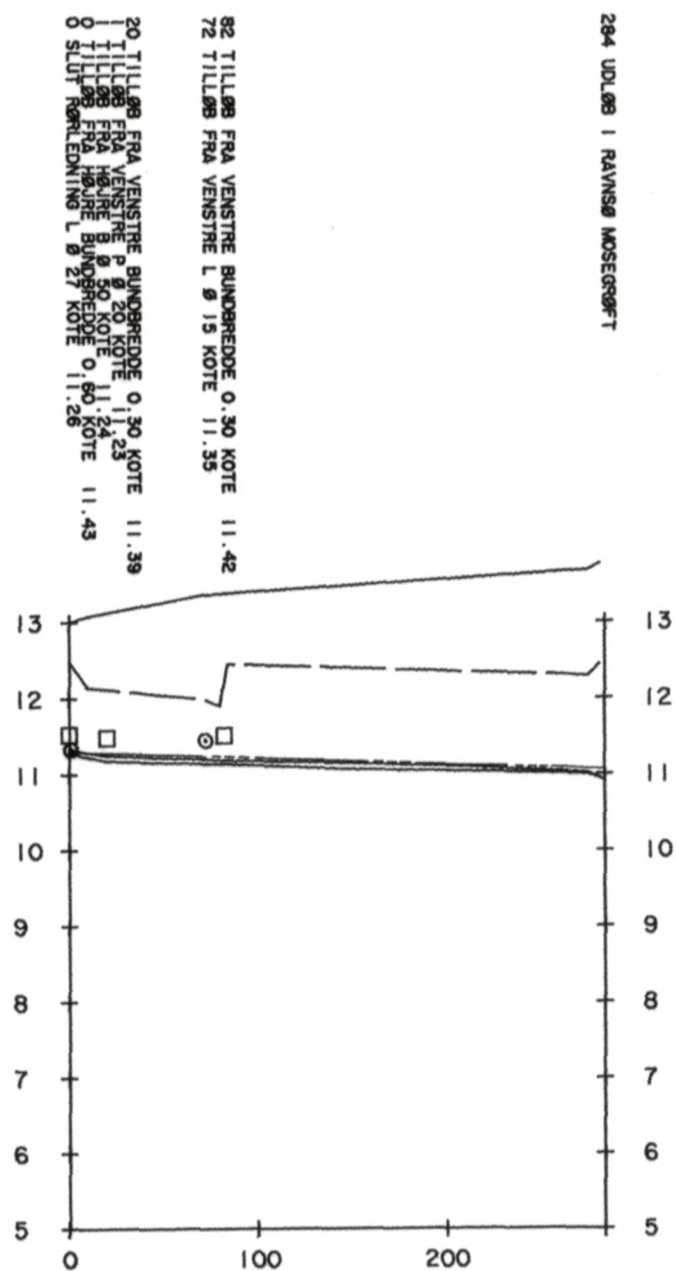 284 UDLØB I RAVNSØ MOSEGRØFT
82 TILLØB FRA VENSTRE BUNDBREDDE 0.30 KOTE 11.42
72 TILLØB FRA VENSTRE L Ø 15 KOTE 11.35
20 TILLØB FRA VENSTRE BUNDBREDDE 0.30 KOTE 11.39
1 TILLØB FRA VENSTRE P Ø 20 KOTE 11.23
1 TILLØB FRA HØJRE B Ø 50 KOTE 11.24
0 TILLØB FRA HØJRE BUNDBREDDE 0.60 KOTE 11.43
0 SLUT RØRLEDNING L Ø 27 KOTE 11.26
13 13
12 12
11 11
10 10
9 9
8 8
7 7
6 6
5 5
0 100 200